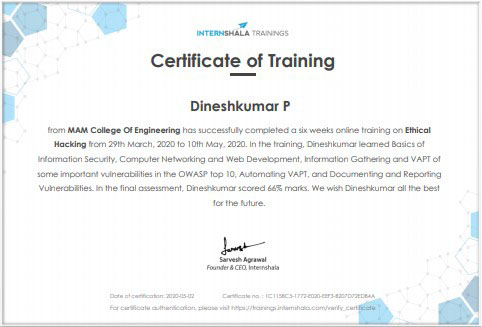 INTERNSHALA TRAININGS
Certificate of Training
Dineshkumar P
from MAM College Of Engineering has successfully completed a six weeks online training on Ethical
Hacking from 29th March, 2020 to 10th May, 2020. In the training, Dineshkumar learned Basics of
Information Security, Computer Networking and Web Development, Information Gathering and VAPT of
some important vulnerabilities in the OWASP top 10, Automating VAPT, and Documenting and Reporting
Vulnerabilities. In the final assessment, Dineshkumar scored 66% marks. We wish Dineshkumar all the best
for the future.
Sarvesh Agrawal
Founder & CEO, Internshala
Date of certification: 2020-05-02 Certificate no. :
For certificate authentication, please visit https://trainings.internshala.com/verify_certificate